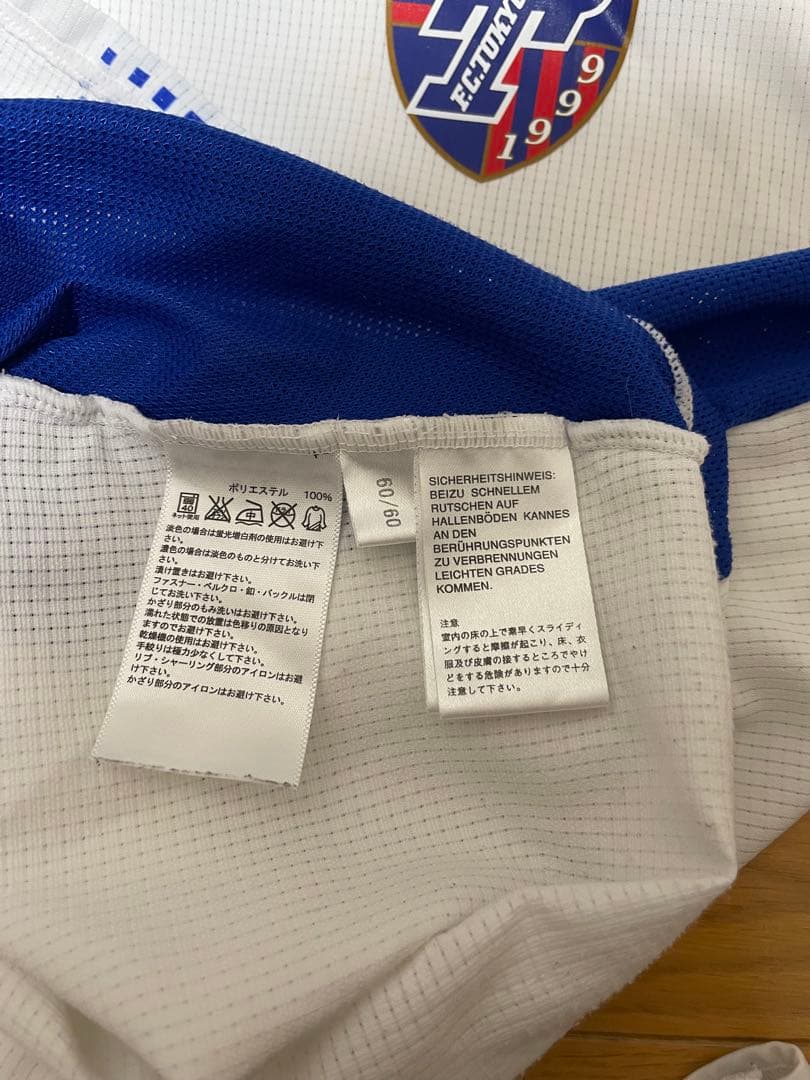 F.C.TOKYO
1999
ポリエステル 100%
40
ネット使用
中
淡色の場合は蛍光増白剤の使用はお避け下
さい。
濃色の場合は淡色のものと分けてお洗い下
さい。
漬け置きはお避け下さい。
ファスナー・ベルクロ・釦・バックルは閉
じてお洗い下さい。
かざり部分のもみ洗いはお避け下さい。
濡れた状態での放置は色移りの原因となり
ますのでお避け下さい。
乾燥機の使用はお避け下さい。
手絞りは極力少なくして下さい。
リブ・シャーリング部分のアイロンはお避
け下さい。
かざり部分のアイロンはお避け下さい。
09/09
SICHERHEITSHINWEIS:
BEIZU SCHNELLEM
RUTSCHEN AUF
HALLENBÖDEN KANNES
AN DEN
BERÜHRUNGSPUNKTEN
ZU VERBRENNUNGEN
LEICHTEN GRADES
KOMMEN.
注意
室内の床の上で素早くスライディ
ングすると摩擦が起こり、床、衣
服及び皮膚の接するところでやけ
どをする危険がありますので十分
注意して下さい。